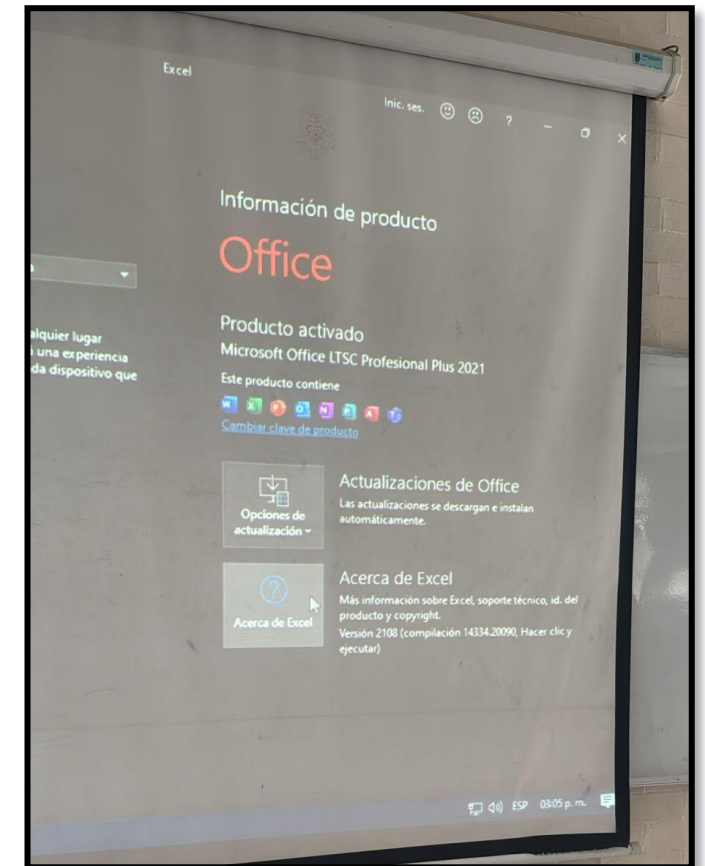 Excel
Inic. ses.
?
Información de producto
Office
alquier lugar
una experiencia
da dispositivo que
Producto activado
Microsoft Office LTSC Profesional Plus 2021
Este producto contiene
Cambiar clave de producto
Opciones de
actualización
Actualizaciones de Office
Las actualizaciones se descargan e instalan
automáticamente.
Acerca de Excel
Acerca de Excel
Más información sobre Excel, soporte técnico, id. del
producto y copyright.
Versión 2108 (compilación 14334.20090, Hacer clic y
ejecutar)
ESP 03:05 p. m.